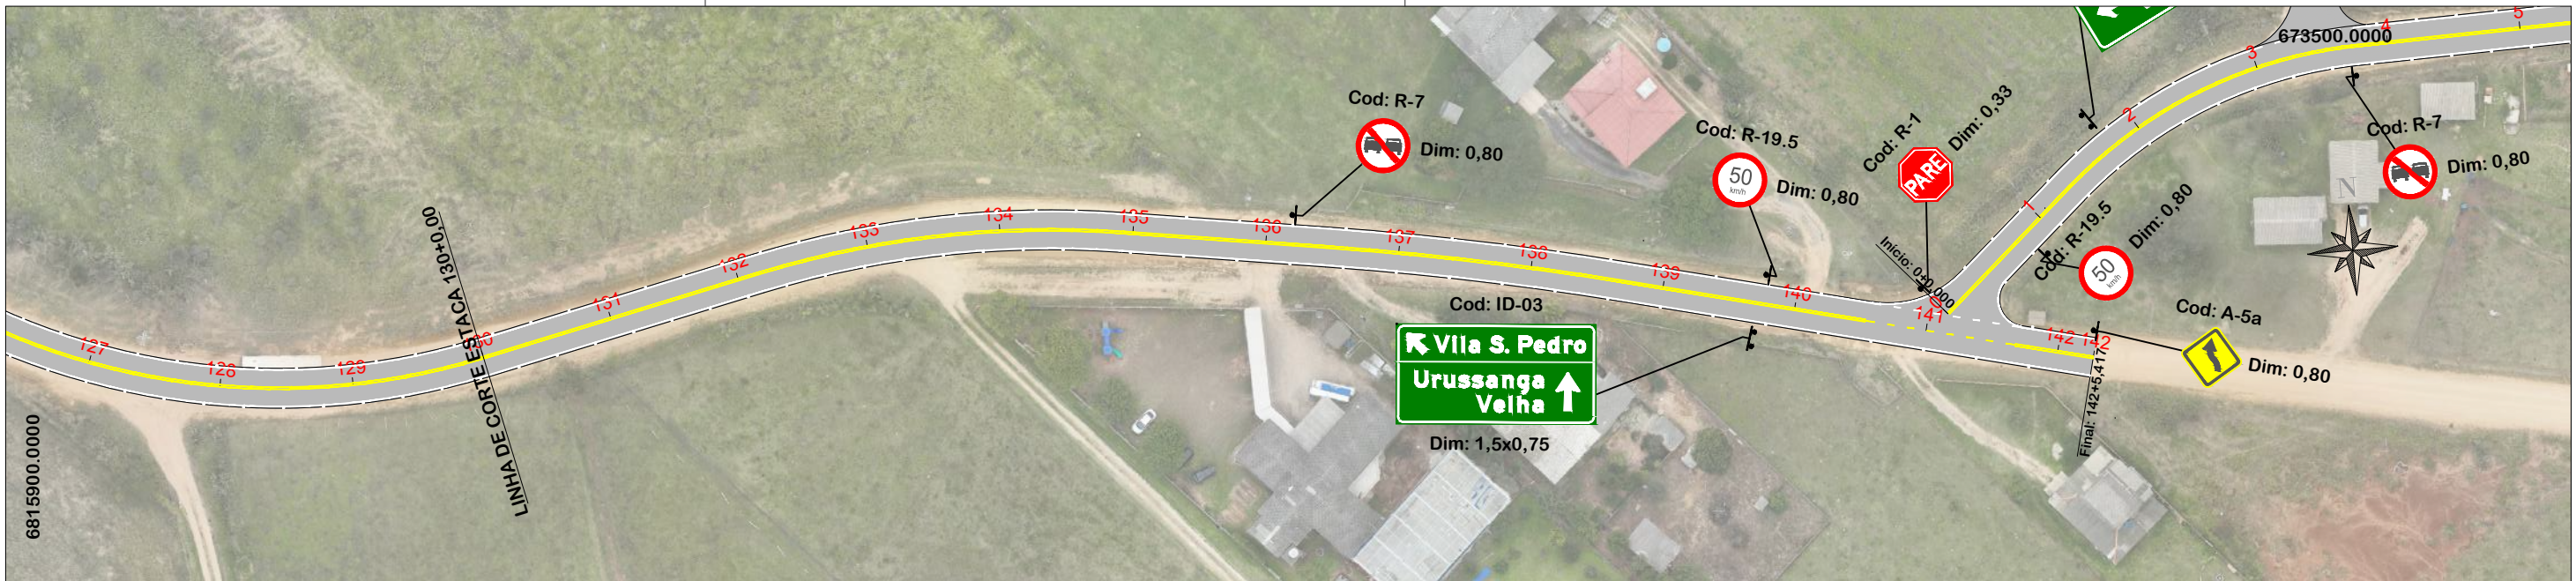 673500.0000
6815900.0000
LINHA DE CORTE ESTACA 130+0,00
127
128
129
131
132
133
134
135
136
137
138
139
140
141
142
142
0
1
2
3
4
5
Cod: R-7
Dim: 0,80
Cod: R-19.5
50
km/h
Dim: 0,80
Cod: R-1
PARE
Dim: 0,33
Início: 0+0,000
Cod: R-19.5
50
km/h
Dim: 0,80
Cod: R-7
Dim: 0,80
N
Cod: ID-03
Vila S. Pedro
Urussanga
Velha
Dim: 1,5x0,75
Cod: A-5a
Dim: 0,80
Final: 142+5,417